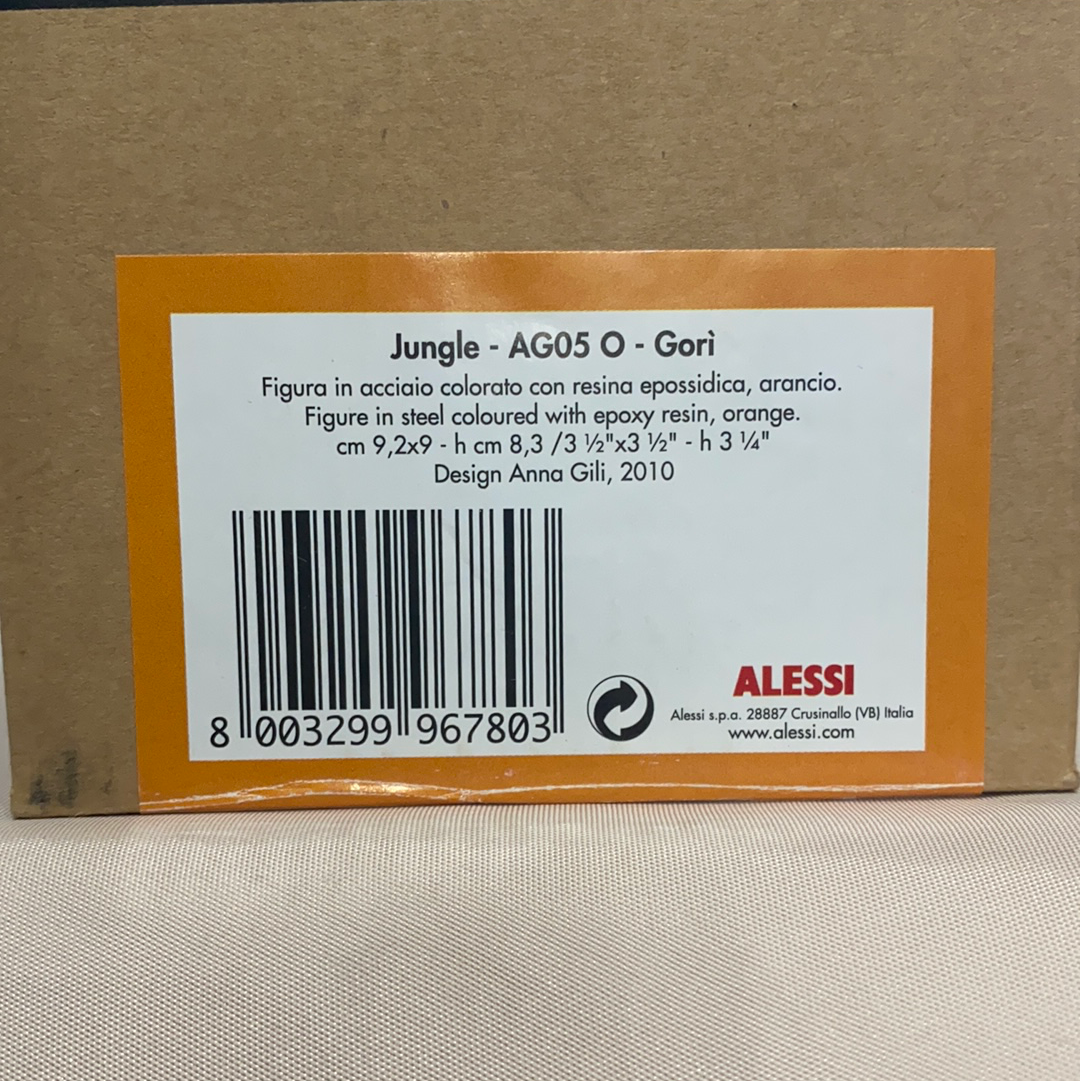 Jungle - AG05 O - Gorì
Figura in acciaio colorato con resina epossidica, arancio.
Figure in steel coloured with epoxy resin, orange.
cm 9,2x9 - h cm 8,3 /3 ½"x3 ½" - h 3 ¼"
Design Anna Gili, 2010
8 003299 967803
ALESSI
Alessi s.p.a. 28887 Crusinallo (VB) Italia
www.alessi.com